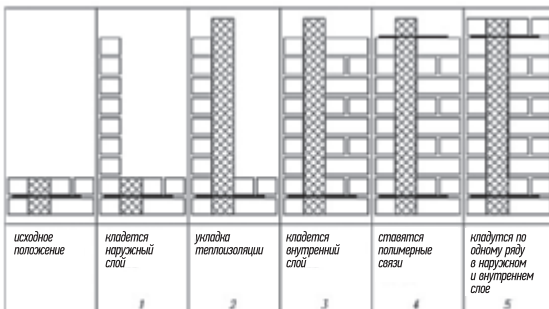 исходное
положение
кладется
наружный
слой
укладка
теплоизоляции
кладется
внутренний
слой
ставятся
полимерные
связи
кладутся по
одному ряду
в наружном
и внутреннем
слое
1
2
3
4
5